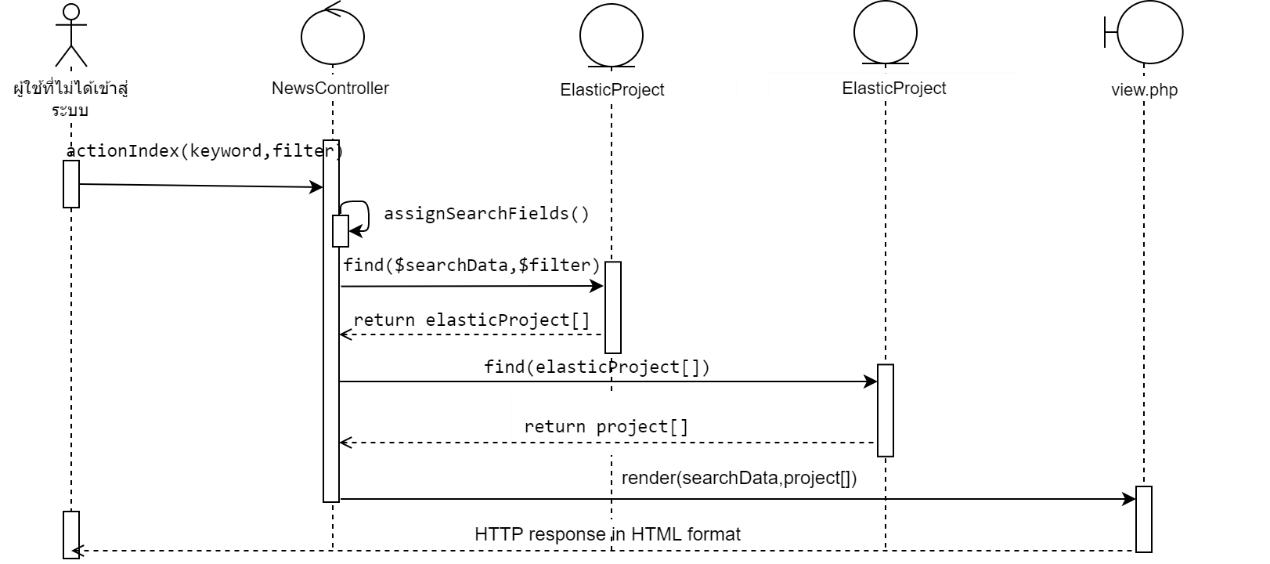 ผู้ใช้ที่ไม่ได้เข้าสู่
ระบบ
NewsController
ElasticProject
ElasticProject
view.php
actionIndex(keyword,filter)
assignSearchFields()
find($searchData,$filter)
return elasticProject[]
find(elasticProject[])
return project[]
render(searchData,project[])
HTTP response in HTML format